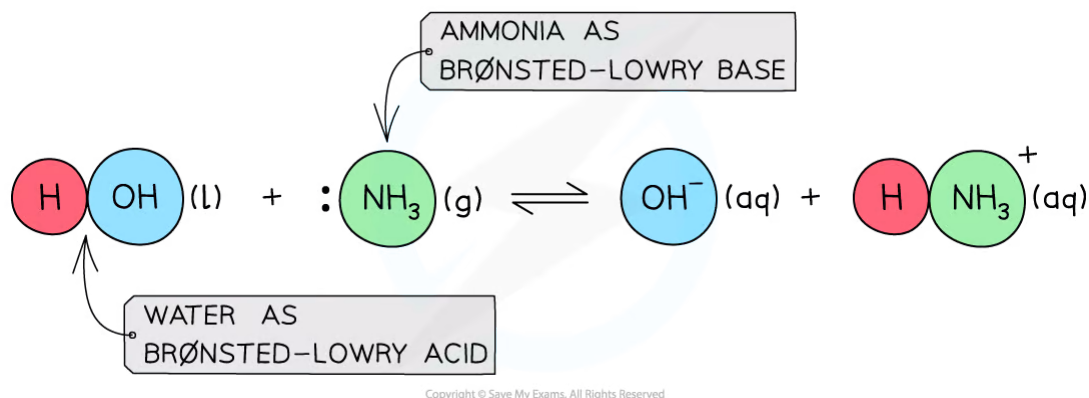 AMMONIA AS
BRØNSTED–LOWRY BASE
H OH (l) + : NH₃ (g) ⇌ OH⁻ (aq) + H NH₃ ⁺ (aq)
WATER AS
BRØNSTED–LOWRY ACID
Copyright © Save My Exams. All Rights Reserved